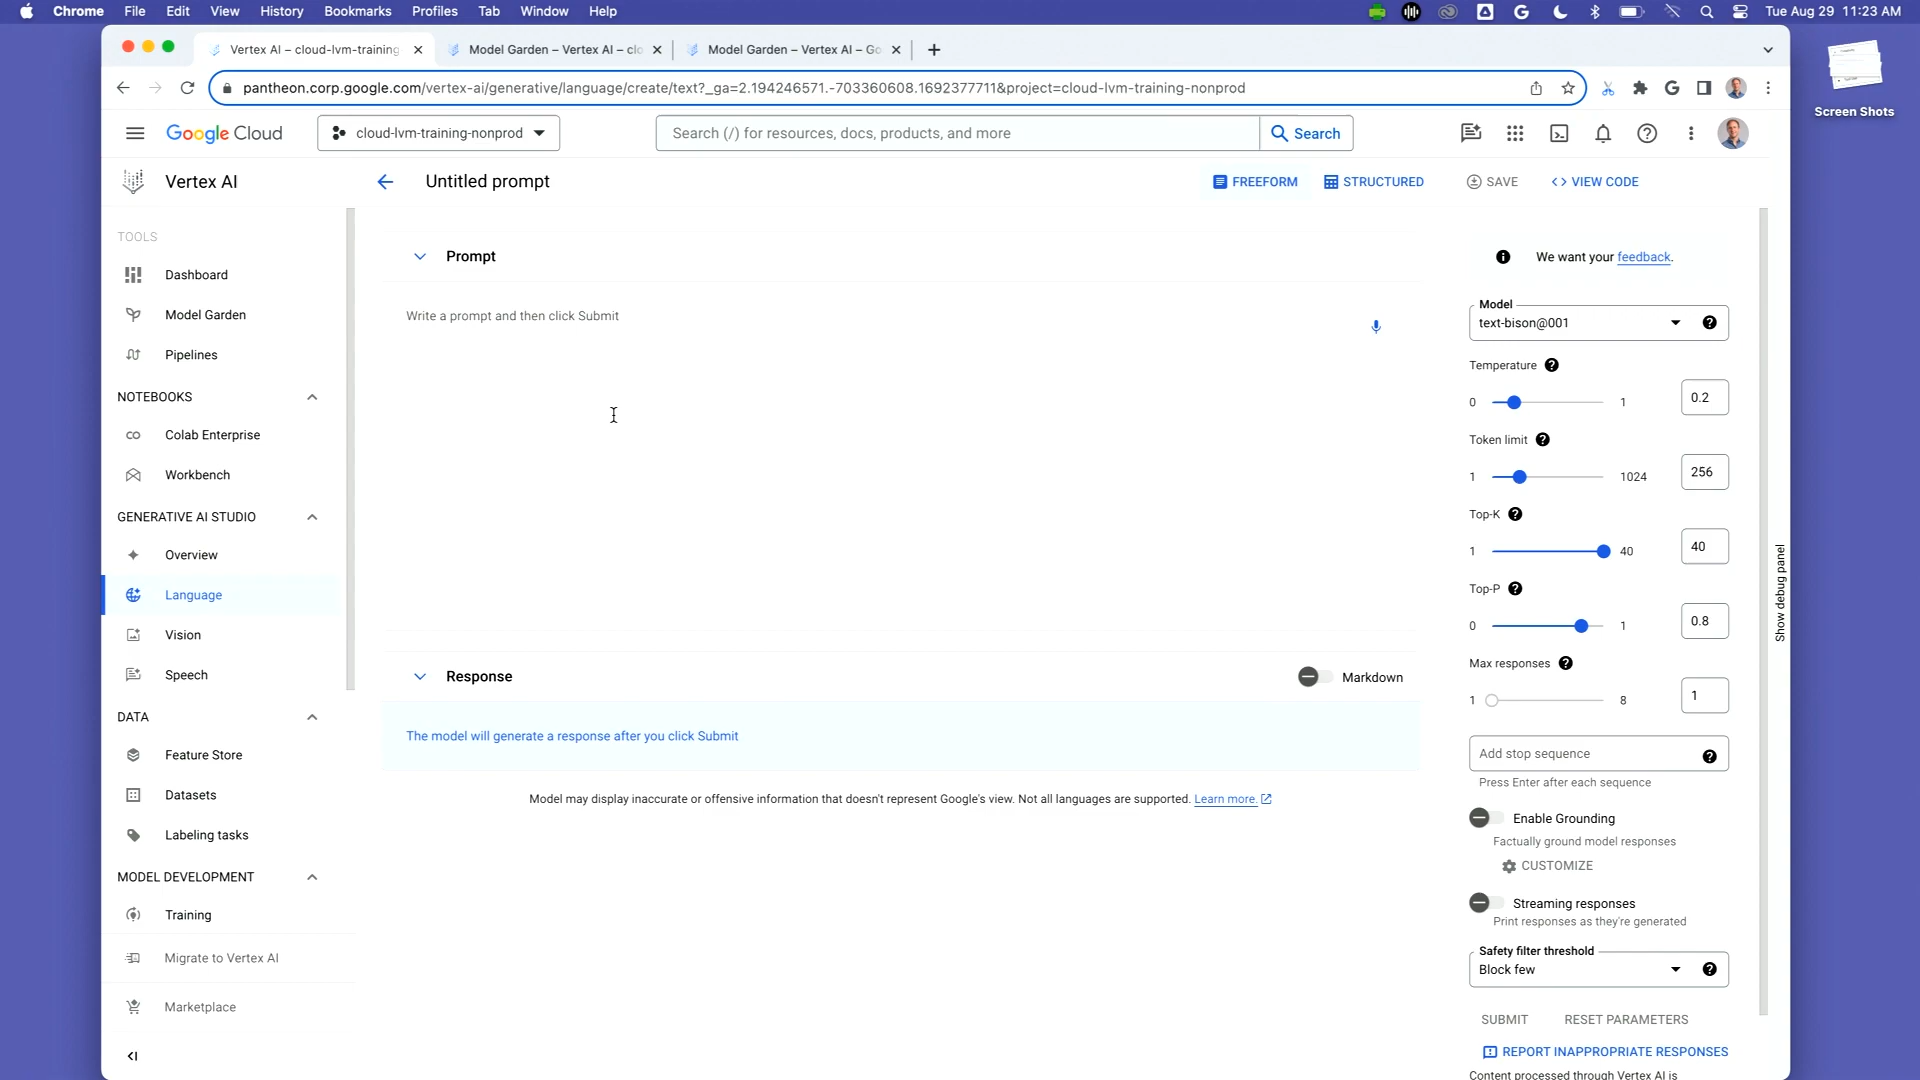 Chrome File Edit View History Bookmarks Profiles Tab Window Help Tue Aug 29 11:23 AM
Vertex AI – cloud-lvm-training Model Garden – Vertex AI – clo Model Garden – Vertex AI – Go
pantheon.corp.google.com/vertex-ai/generative/language/create/text?_ga=2.194246571.-703360608.1692377711&project=cloud-lvm-training-nonprod
Screen Shots
Google Cloud cloud-lvm-training-nonprod Search (/) for resources, docs, products, and more Search
Vertex AI
Untitled prompt FREEFORM STRUCTURED SAVE VIEW CODE
TOOLS
Dashboard
Model Garden
Pipelines
NOTEBOOKS
Colab Enterprise
Workbench
GENERATIVE AI STUDIO
Overview
Language
Vision
Speech
DATA
Feature Store
Datasets
Labeling tasks
MODEL DEVELOPMENT
Training
Migrate to Vertex AI
Marketplace
Prompt
Write a prompt and then click Submit
Response Markdown
The model will generate a response after you click Submit
Model may display inaccurate or offensive information that doesn't represent Google's view. Not all languages are supported. Learn more.
We want your feedback.
Model
text-bison@001
Temperature
0 1 0.2
Token limit
1 1024 256
Top-K
1 40 40
Top-P
0 1 0.8
Max responses
1 8 1
Add stop sequence
Press Enter after each sequence
Enable Grounding
Factually ground model responses
CUSTOMIZE
Streaming responses
Print responses as they're generated
Safety filter threshold
Block few
SUBMIT RESET PARAMETERS
REPORT INAPPROPRIATE RESPONSES
Content processed through Vertex AI is
Show debug panel